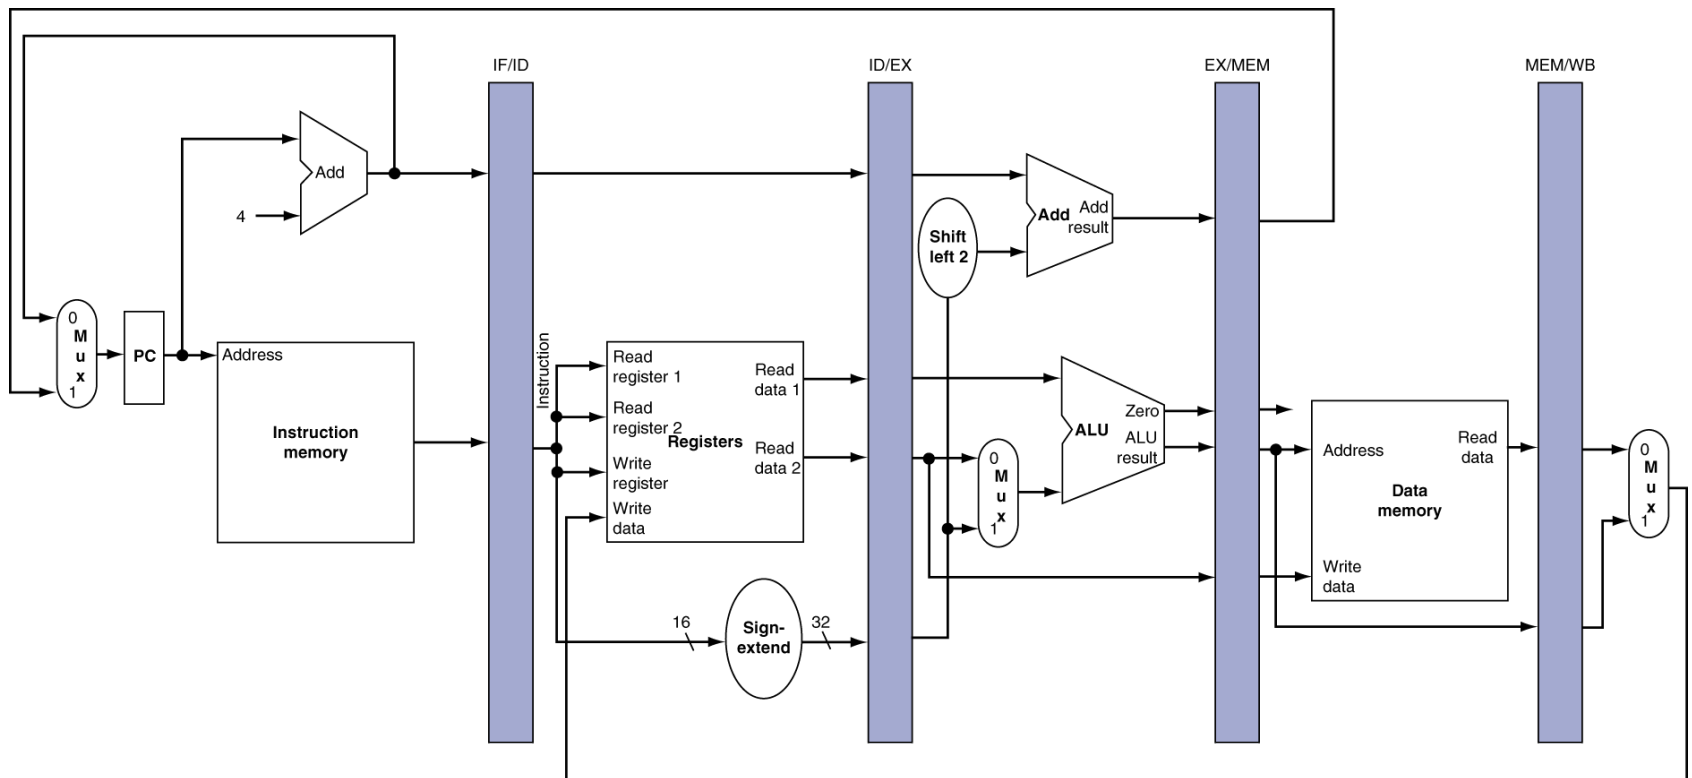 IF/ID
ID/EX
EX/MEM
MEM/WB
Add
4
Add
Add
result
Shift
left 2
0
M
u
x
1
PC
Address
Instruction
memory
Instruction
Read
register 1
Read
register 2
Write
register
Write
data
Registers
Read
data 1
Read
data 2
16
Sign-
extend
32
0
M
u
x
1
ALU
Zero
ALU
result
Address
Read
data
Data
memory
Write
data
0
M
u
x
1